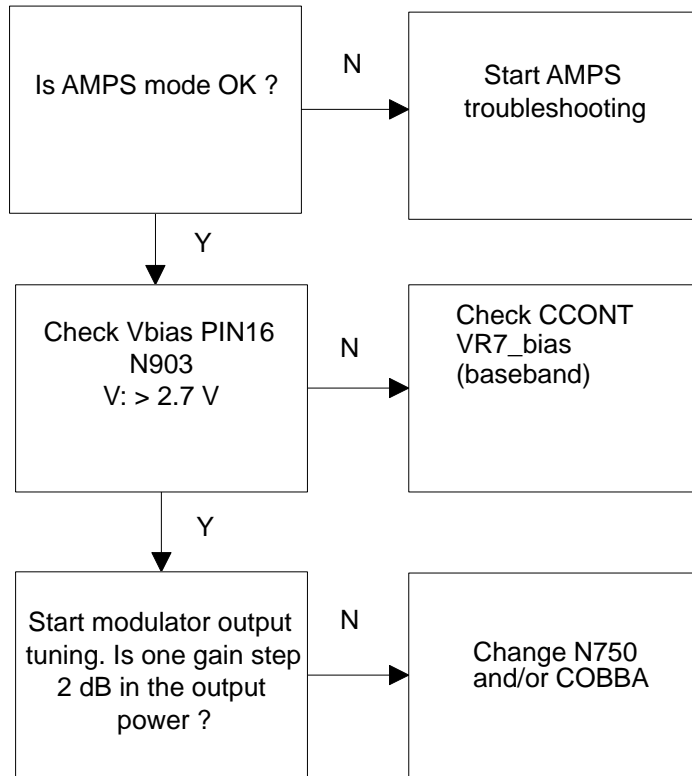 Is AMPS mode OK ?
N
Start AMPS
troubleshooting
Y
Check Vbias PIN16
N903
V: > 2.7 V
N
Check CCONT
VR7_bias
(baseband)
Y
Start modulator output
tuning. Is one gain step
2 dB in the output
power ?
N
Change N750
and/or COBBA